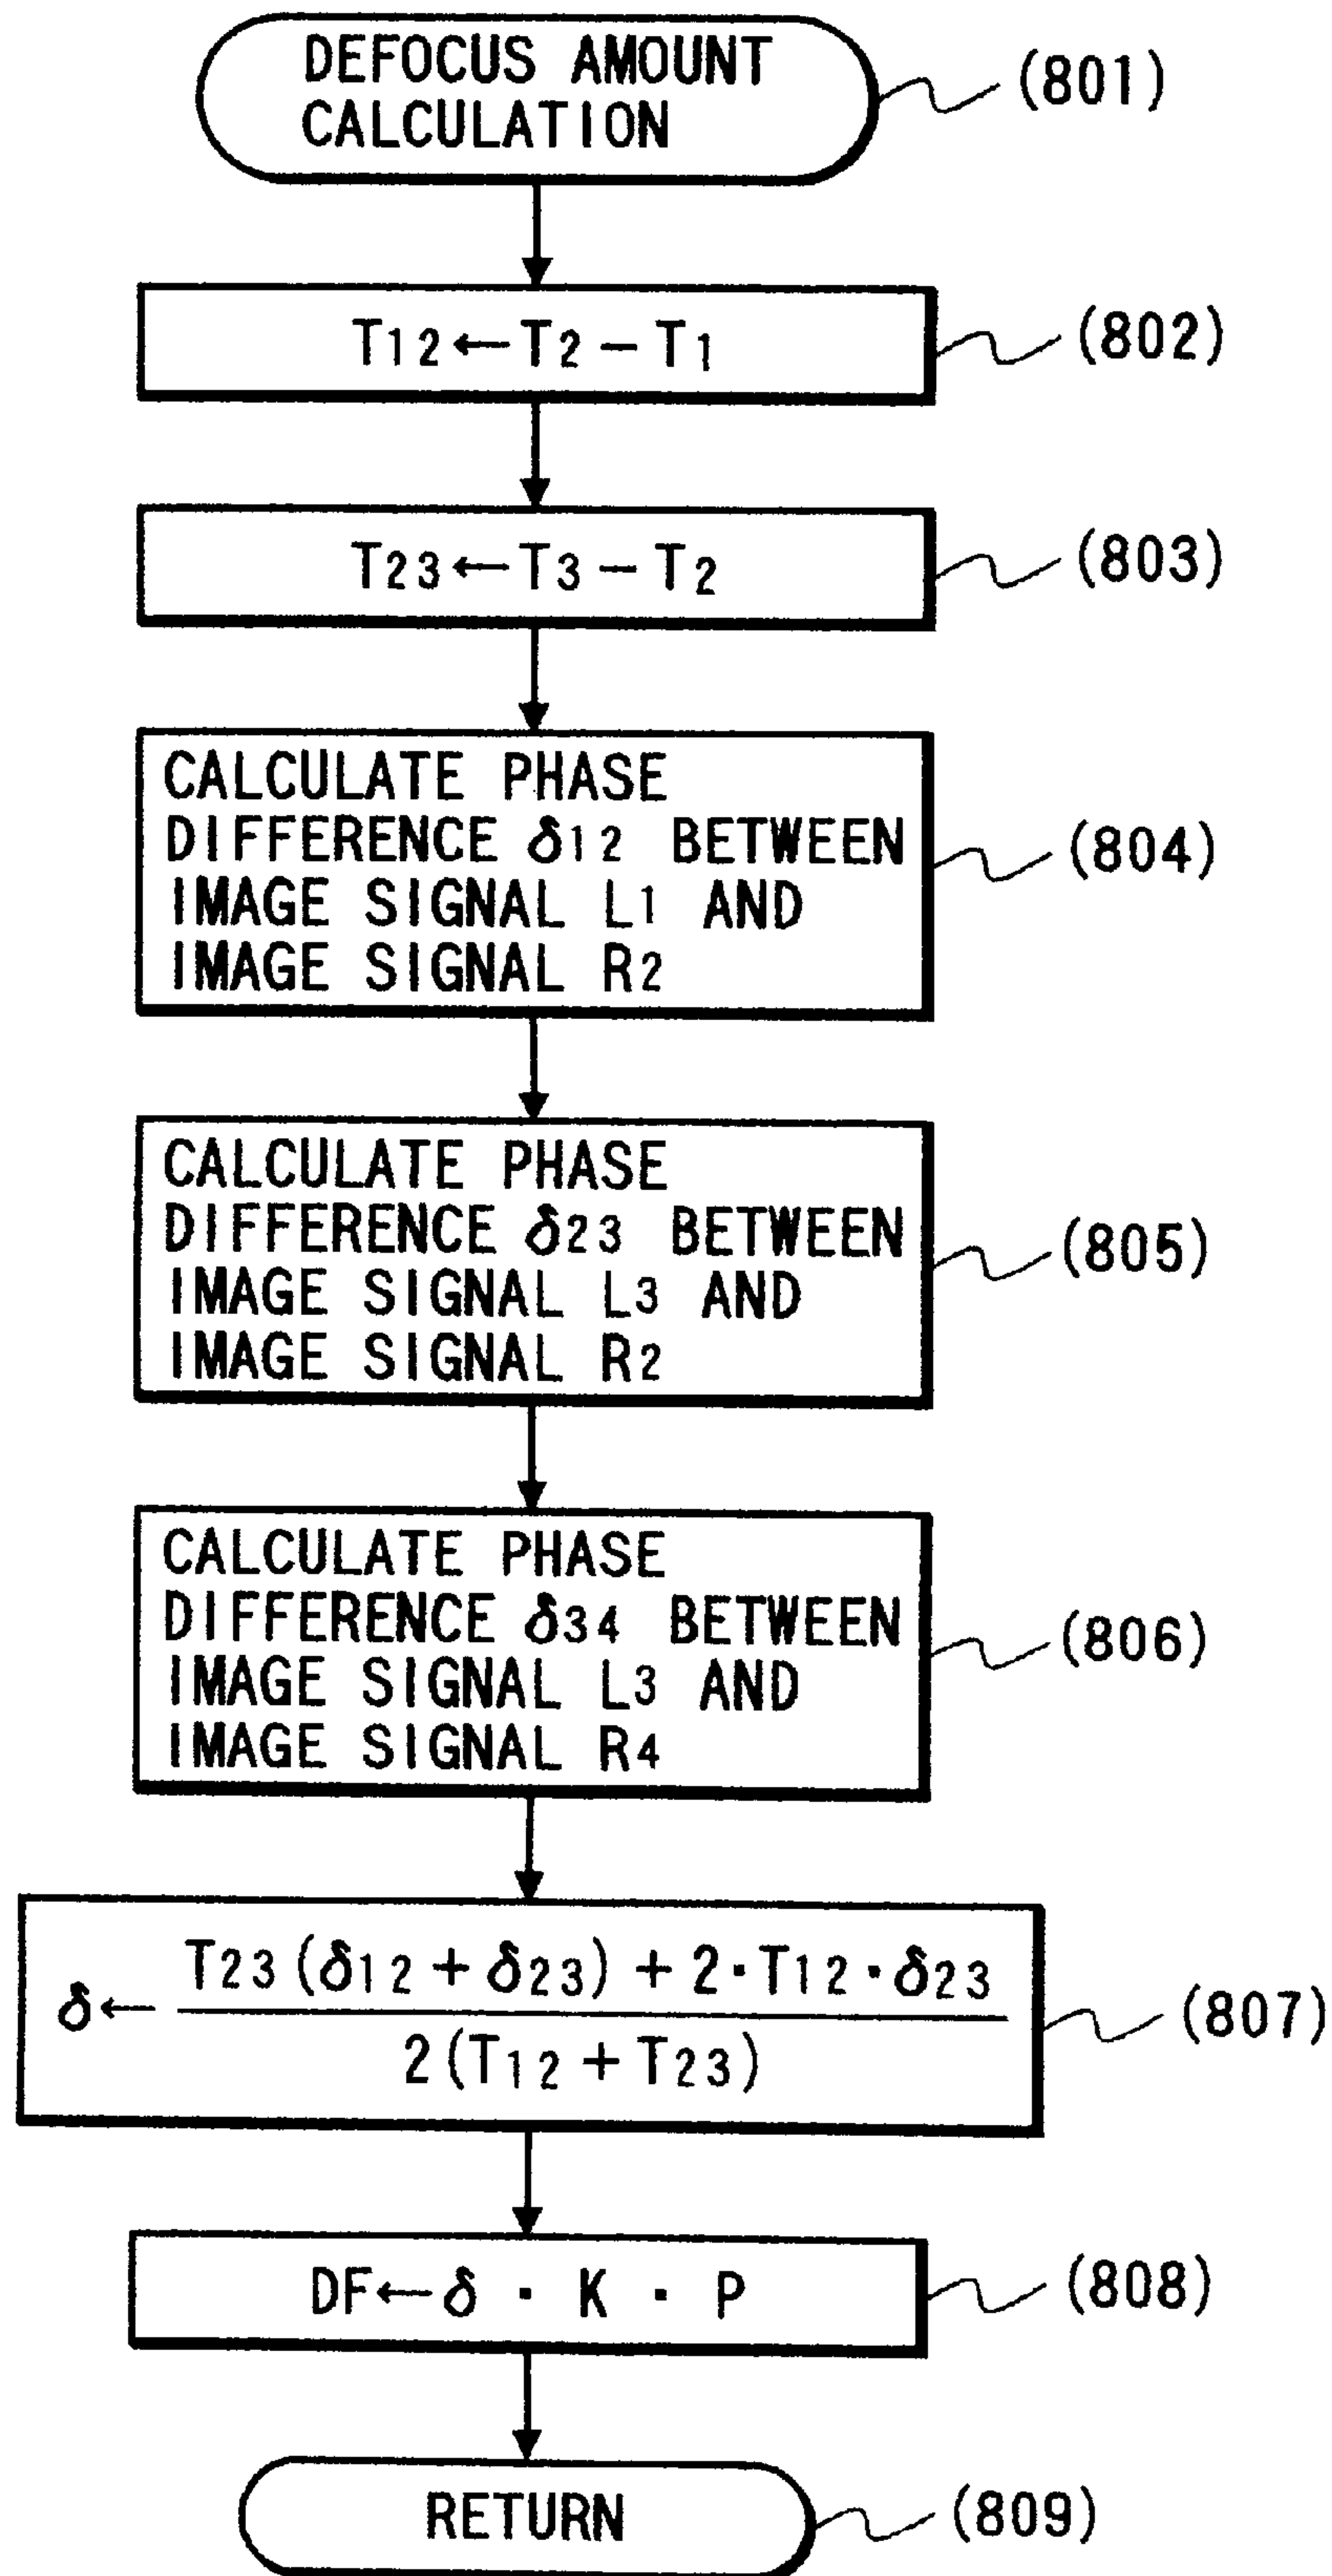 DEFOCUS AMOUNT
CALCULATION
(801)
T12←T2−T1
(802)
T23←T3−T2
(803)
CALCULATE PHASE
DIFFERENCE δ12 BETWEEN
IMAGE SIGNAL L1 AND
IMAGE SIGNAL R2
(804)
CALCULATE PHASE
DIFFERENCE δ23 BETWEEN
IMAGE SIGNAL L3 AND
IMAGE SIGNAL R2
(805)
CALCULATE PHASE
DIFFERENCE δ34 BETWEEN
IMAGE SIGNAL L3 AND
IMAGE SIGNAL R4
(806)
T23(δ12+δ23)+2·T12·δ23
δ←
2(T12+T23)
(807)
DF←δ · K · P
(808)
RETURN
(809)